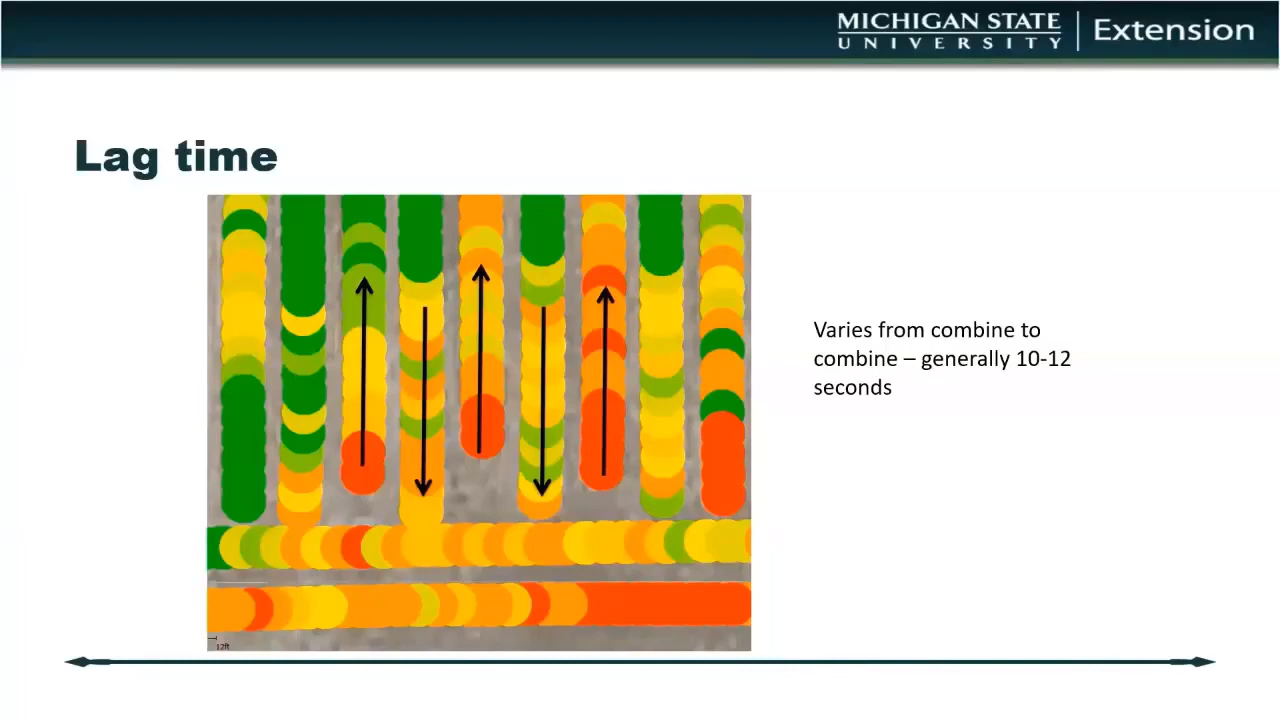 MICHIGAN STATE
UNIVERSITY
Extension
Lag time
Varies from combine to
combine – generally 10-12
seconds
12ft